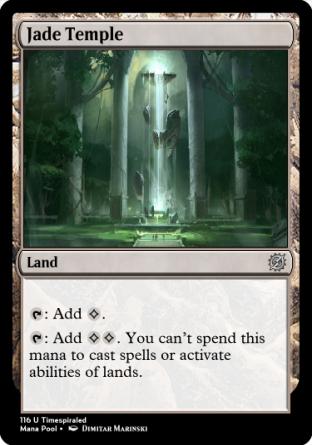 Jade Temple
Land
: Add .
: Add . You can't spend this
mana to cast spells or activate
abilities of lands.
116 U Timespiraled
Mana Pool • Dimitar Marinski